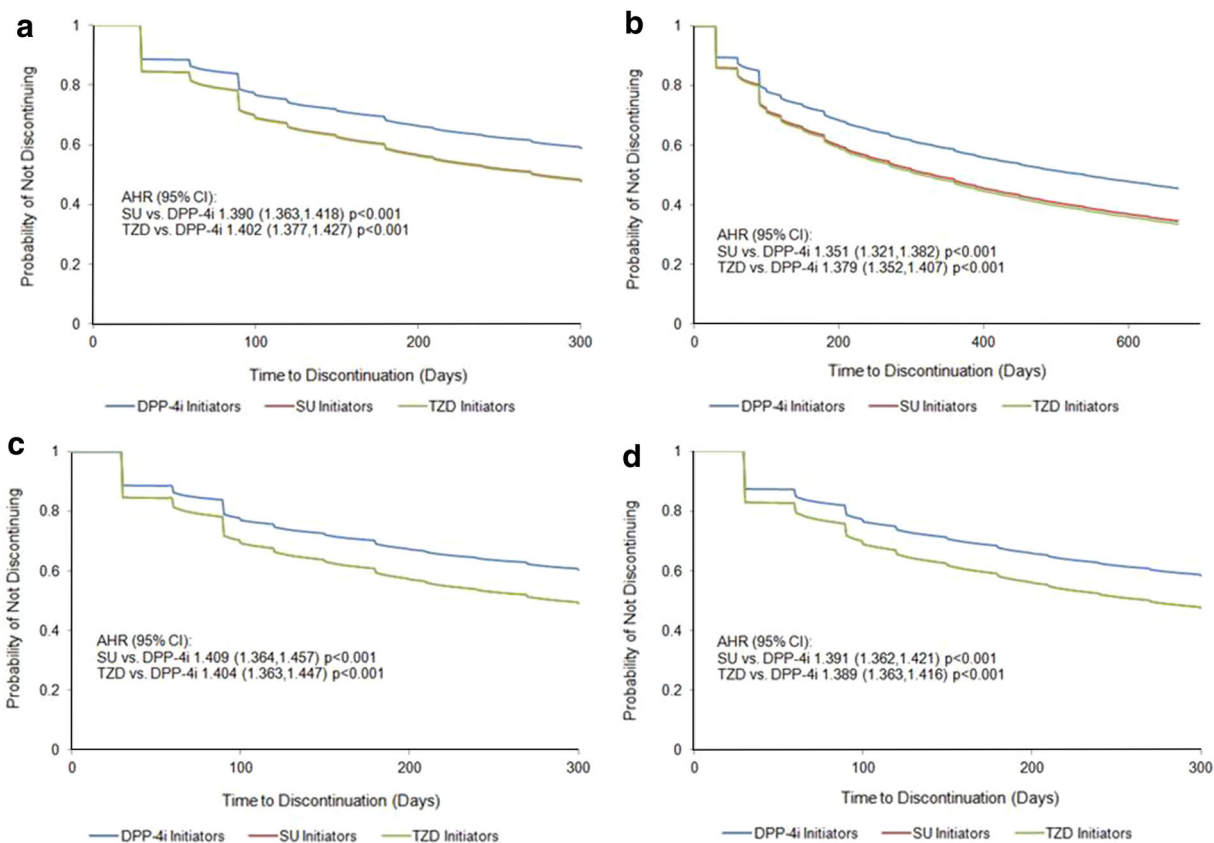 a
1
0.8
0.6
0.4
0.2
0
Probability of Not Discontinuing
AHR (95% CI):
SU vs. DPP-4i 1.390 (1.363,1.418) p<0.001
TZD vs. DPP-4i 1.402 (1.377,1.427) p<0.001
0 100 200 300
Time to Discontinuation (Days)
DPP-4i Initiators SU Initiators TZD Initiators
b
1
0.8
0.6
0.4
0.2
0
Probability of Not Discontinuing
AHR (95% CI):
SU vs. DPP-4i 1.351 (1.321,1.382) p<0.001
TZD vs. DPP-4i 1.379 (1.352,1.407) p<0.001
0 200 400 600
Time to Discontinuation (Days)
DPP-4i Initiators SU Initiators TZD Initiators
c
1
0.8
0.6
0.4
0.2
0
Probability of Not Discontinuing
AHR (95% CI):
SU vs. DPP-4i 1.409 (1.364,1.457) p<0.001
TZD vs. DPP-4i 1.404 (1.363,1.447) p<0.001
0 100 200 300
Time to Discontinuation (Days)
DPP-4i Initiators SU Initiators TZD Initiators
d
1
0.8
0.6
0.4
0.2
0
Probability of Not Discontinuing
AHR (95% CI):
SU vs. DPP-4i 1.391 (1.362,1.421) p<0.001
TZD vs. DPP-4i 1.389 (1.363,1.416) p<0.001
0 100 200 300
Time to Discontinuation (Days)
DPP-4i Initiators SU Initiators TZD Initiators